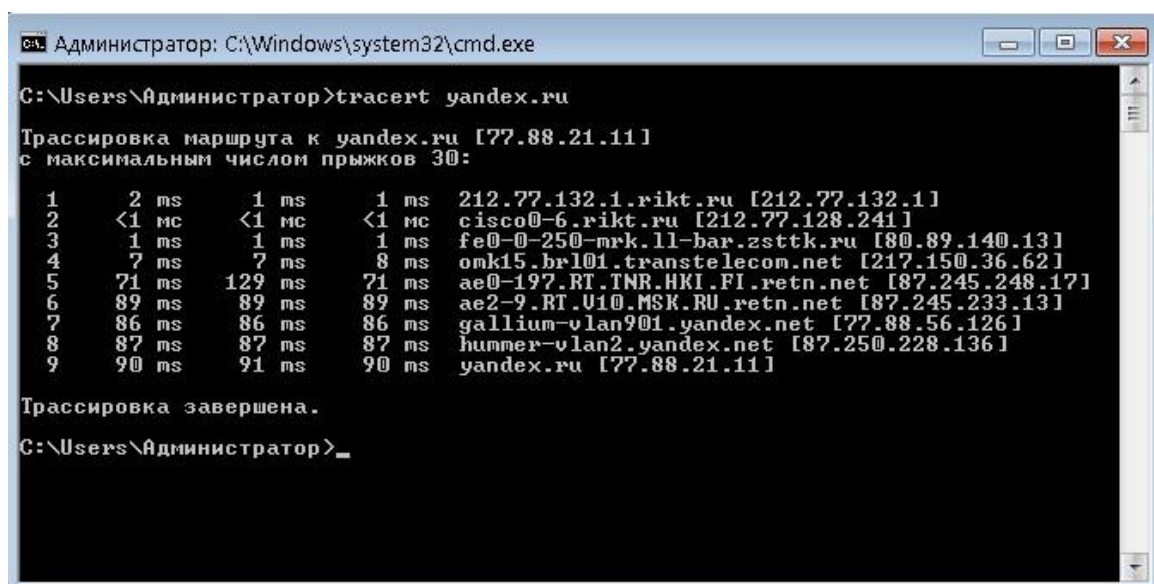 Администратор: C:\Windows\system32\cmd.exe
C:\Users\Администратор>tracert yandex.ru
Трассировка маршрута к yandex.ru [77.88.21.11]
с максимальным числом прыжков 30:
1 2 ms 1 ms 1 ms 212.77.132.1.rikt.ru [212.77.132.1]
2 <1 мс <1 мс <1 мс cisco0-6.rikt.ru [212.77.128.241]
3 1 ms 1 ms 1 ms fe0-0-250-mrk.ll-bar.zsttk.ru [80.89.140.13]
4 7 ms 7 ms 8 ms omk15.brl01.transtelecom.net [217.150.36.62]
5 71 ms 129 ms 71 ms ae0-197.RT.TNR.HKI.FI.retn.net [87.245.248.17]
6 89 ms 89 ms 89 ms ae2-9.RT.V10.MSK.RU.retn.net [87.245.233.13]
7 86 ms 86 ms 86 ms gallium-vlan901.yandex.net [77.88.56.126]
8 87 ms 87 ms 87 ms hummer-vlan2.yandex.net [87.250.228.136]
9 90 ms 91 ms 90 ms yandex.ru [77.88.21.11]
Трассировка завершена.
C:\Users\Администратор>_